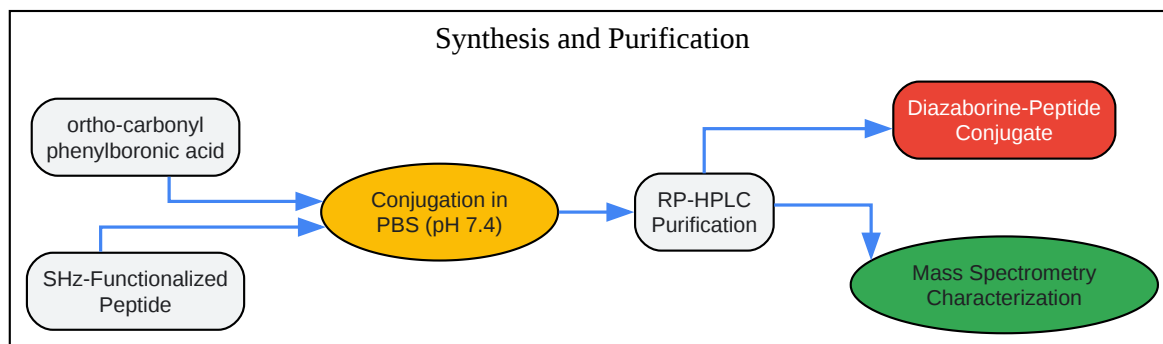 Synthesis and Purification
ortho-carbonyl
phenylboronic acid
SHz-Functionalized
Peptide
Conjugation in
PBS (pH 7.4)
RP-HPLC
Purification
Diazaborine-Peptide
Conjugate
Mass Spectrometry
Characterization